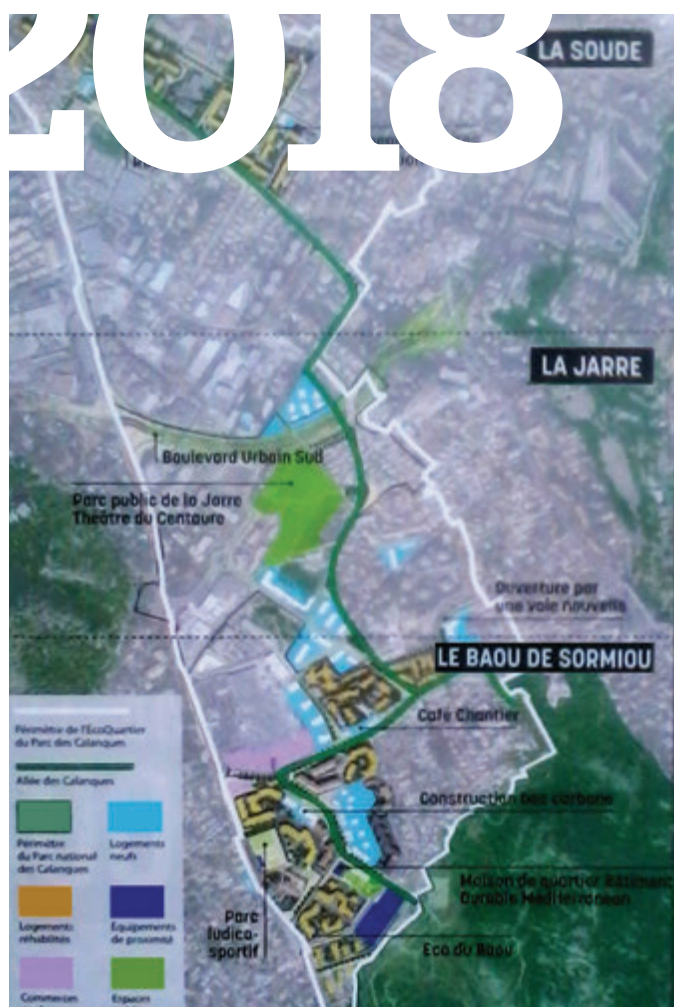 2018
LA SOUDE
LA JARRE
Boulevard Urbain Sud
Parc public de la Jarre
Théâtre du Centaure
Ouverture par
une voie nouvelle
LE BAOU DE SORMIOU
Café Chantier
Construction bas carbone
Maison de quartier Bâtiment
Durable Méditerranéen
Parc
ludico-
sportif
Eco du Baou
Périmètre de l'EcoQuartier
du Parc des Calanques
Allée des Calanques
Périmètre
du Parc national
des Calanques
Logements
neufs
Logements
réhabilités
Equipements
de proximité
Commerces
Espaces